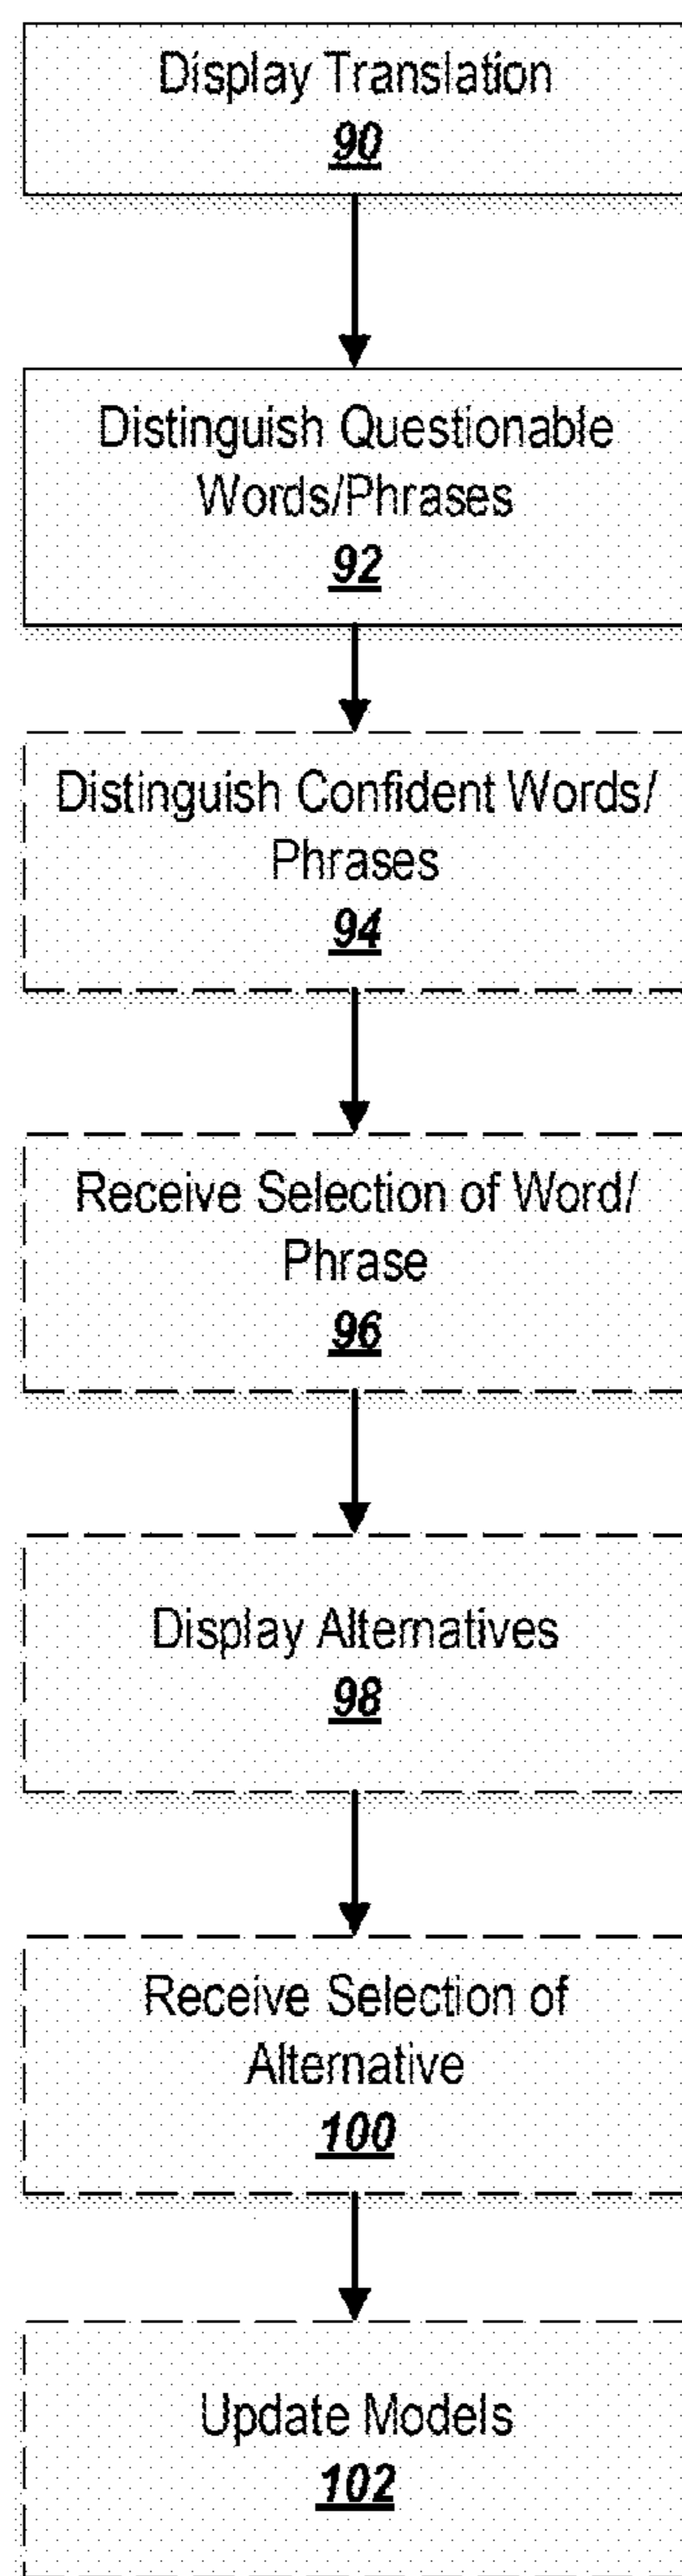 Display Translation
90
Distinguish Questionable
Words/Phrases
92
Distinguish Confident Words/
Phrases
94
Receive Selection of Word/
Phrase
96
Display Alternatives
98
Receive Selection of
Alternative
100
Update Models
102